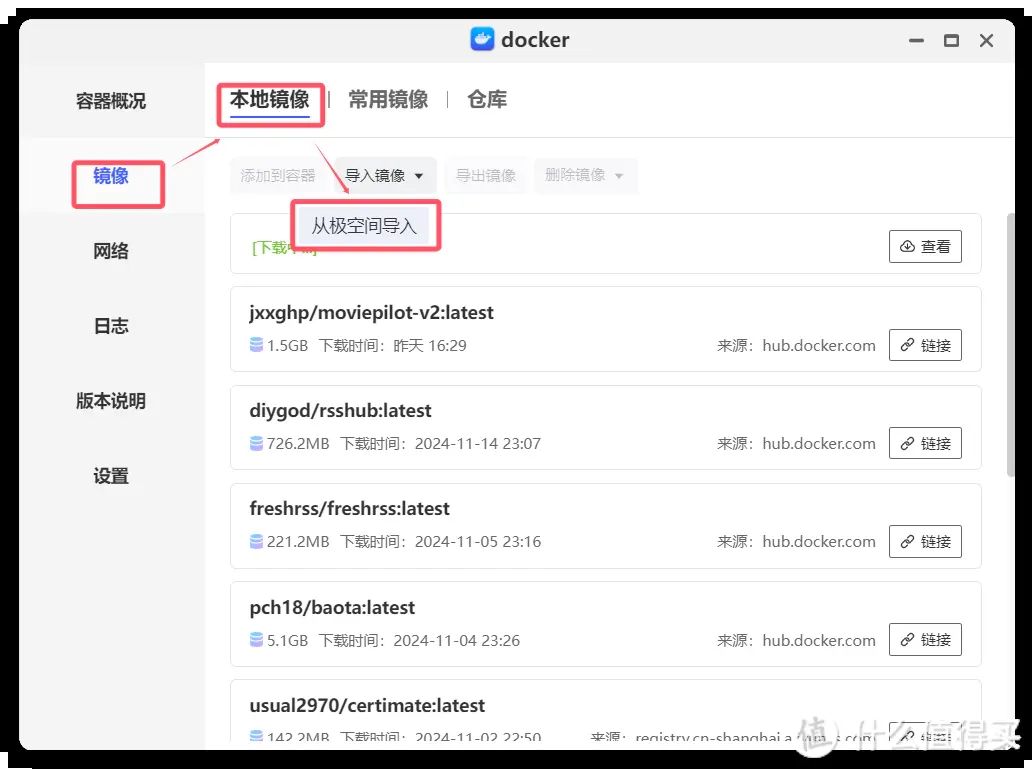 docker
容器概况
镜像
网络
日志
版本说明
设置
本地镜像 | 常用镜像 | 仓库
添加到容器 导入镜像 导出镜像 删除镜像
从极空间导入
[下载中...] 查看
jxxghp/moviepilot-v2:latest
1.5GB 下载时间：昨天 16:29 来源：hub.docker.com 链接
diygod/rsshub:latest
726.2MB 下载时间：2024-11-14 23:07 来源：hub.docker.com 链接
freshrss/freshrss:latest
221.2MB 下载时间：2024-11-05 23:16 来源：hub.docker.com 链接
pch18/baota:latest
5.1GB 下载时间：2024-11-04 23:26 来源：hub.docker.com 链接
usual2970/certimate:latest
142.2MB 下载时间：2024-11-02 22:50 来源：registry.cn-shanghai.a 链接
值 什么值得买